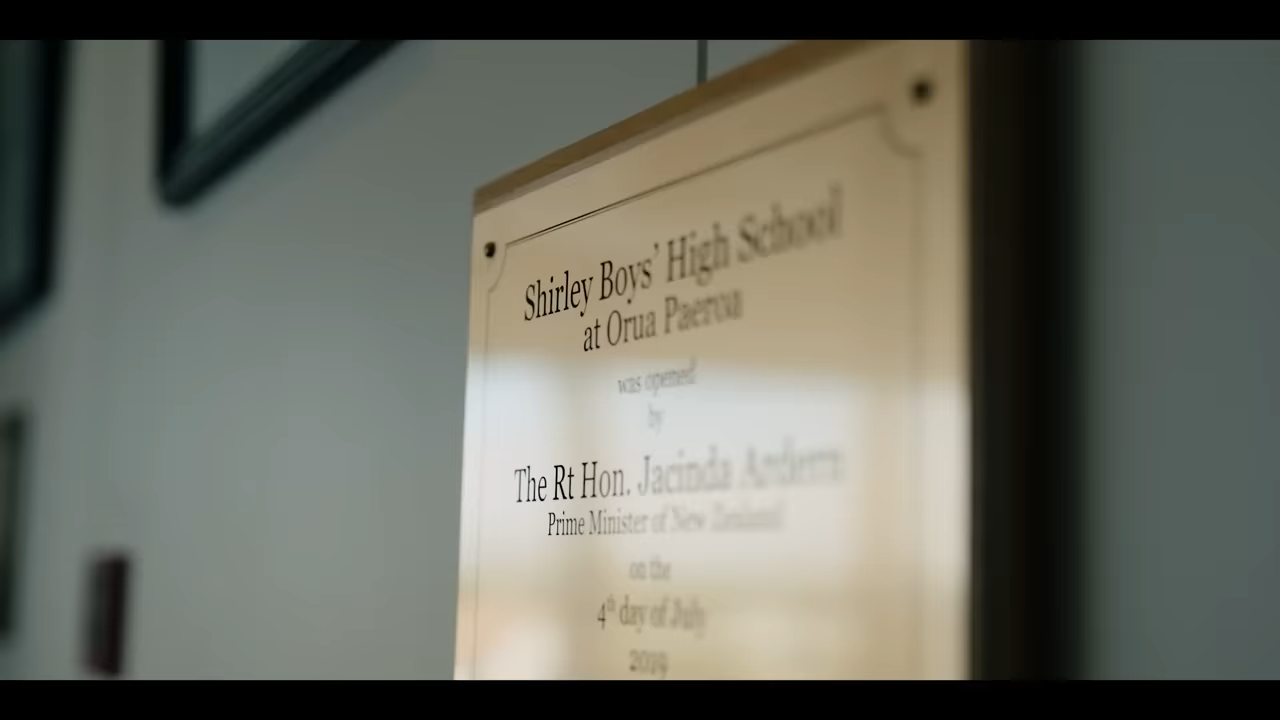 Shirley Boys' High School
at Orua Paeroa
was opened
by
The Rt Hon. Jacinda Ardern
Prime Minister of New Zealand
on the
4th day of July
2019